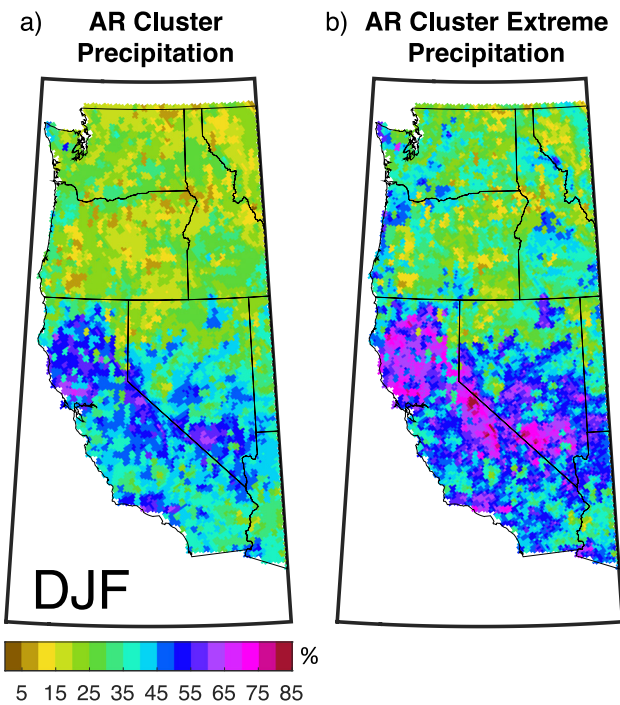 a) AR Cluster
Precipitation
b) AR Cluster Extreme
Precipitation
DJF
%
5 15 25 35 45 55 65 75 85